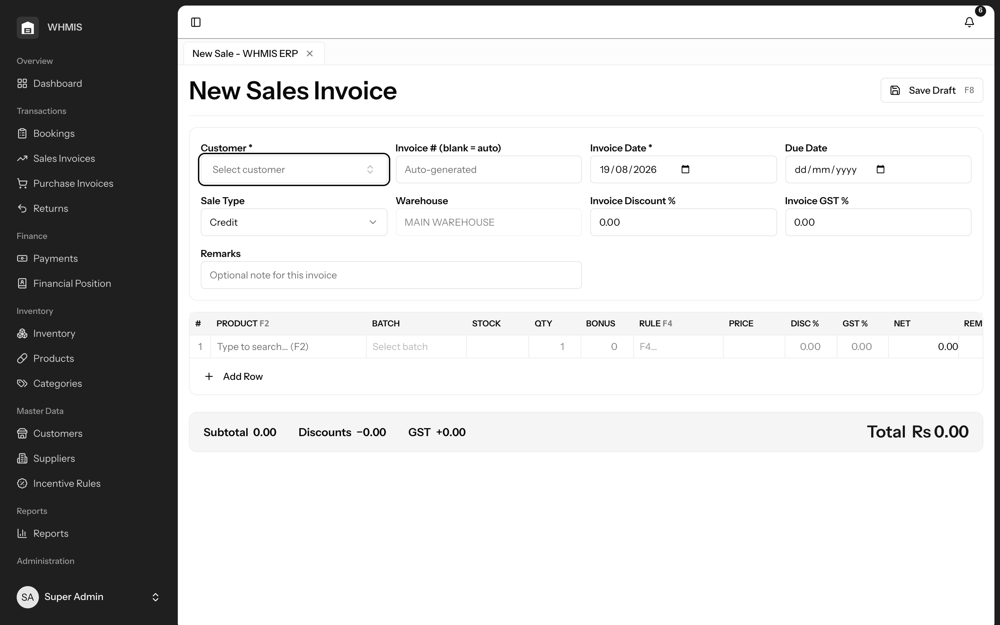 WHMIS
Overview
Dashboard
Transactions
Bookings
Sales Invoices
Purchase Invoices
Returns
Finance
Payments
Financial Position
Inventory
Inventory
Products
Categories
Master Data
Customers
Suppliers
Incentive Rules
Reports
Reports
Administration
SA Super Admin
6
New Sale - WHMIS ERP
New Sales Invoice
Save Draft F8
Customer * Invoice # (blank = auto) Invoice Date * Due Date
Select customer Auto-generated 19/08/2026 dd/mm/yyyy
Sale Type Warehouse Invoice Discount % Invoice GST %
Credit MAIN WAREHOUSE 0.00 0.00
Remarks
Optional note for this invoice
# PRODUCT F2 BATCH STOCK QTY BONUS RULE F4 PRICE DISC % GST % NET REM
1 Type to search... (F2) Select batch 1 0 F4... 0.00 0.00 0.00
+ Add Row
Subtotal 0.00 Discounts −0.00 GST +0.00 Total Rs 0.00